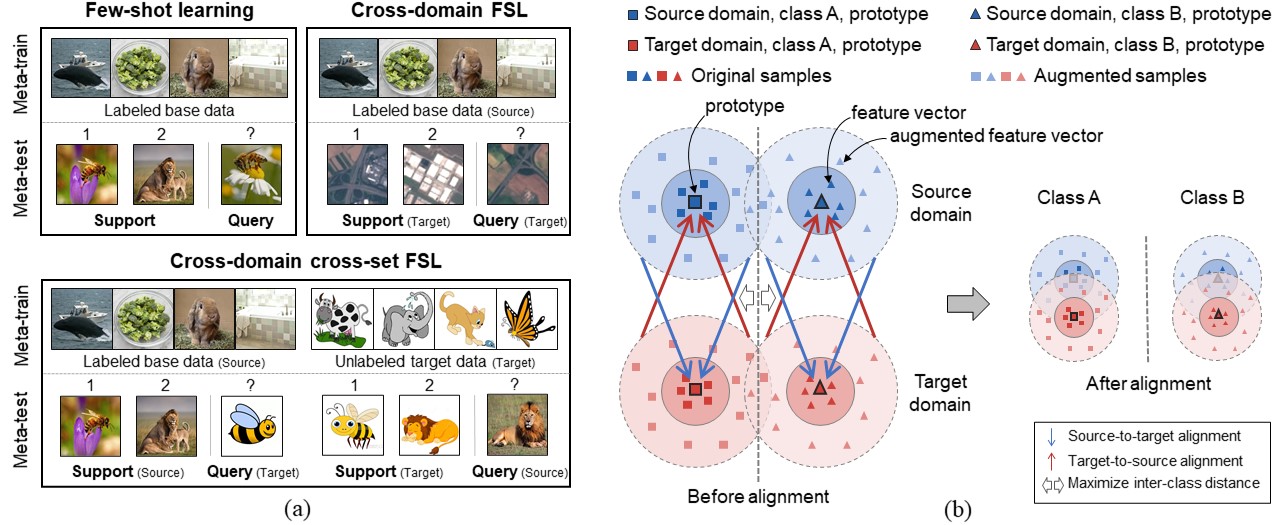 Few-shot learning
Meta-train
Labeled base data
Meta-test
1 2 ?
Support Query
Cross-domain FSL
Labeled base data (Source)
1 2 ?
Support (Target) Query (Target)
Cross-domain cross-set FSL
Meta-train
Labeled base data (Source) Unlabeled target data (Target)
Meta-test
1 2 ? 1 2 ?
Support (Source) Query (Target) Support (Target) Query (Source)
(a)
Source domain, class A, prototype
Source domain, class B, prototype
Target domain, class A, prototype
Target domain, class B, prototype
Original samples
Augmented samples
prototype
feature vector
augmented feature vector
Source
domain
Target
domain
Before alignment
Class A Class B
After alignment
Source-to-target alignment
Target-to-source alignment
Maximize inter-class distance
(b)